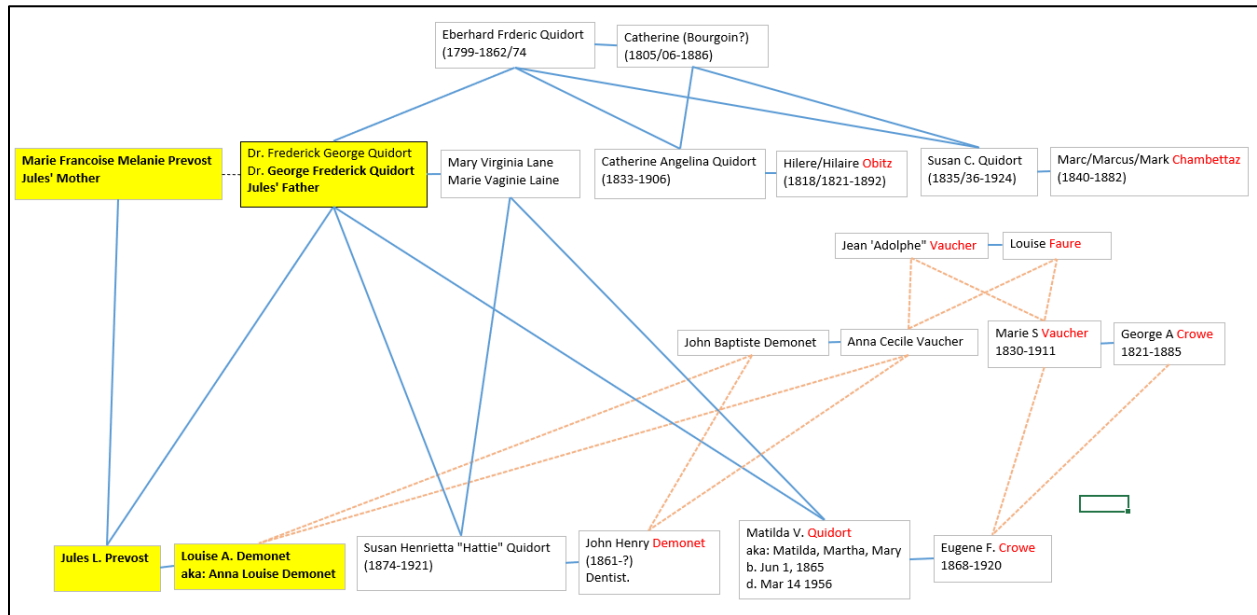 Eberhard Frderic Quidort
(1799-1862/74
Catherine (Bourgoin?)
(1805/06-1886)
Marie Francoise Melanie Prevost
Jules' Mother
Dr. Frederick George Quidort
Dr. George Frederick Quidort
Jules' Father
Mary Virginia Lane
Marie Vaginie Laine
Catherine Angelina Quidort
(1833-1906)
Hilere/Hilaire Obitz
(1818/1821-1892)
Susan C. Quidort
(1835/36-1924)
Marc/Marcus/Mark Chambettaz
(1840-1882)
Jean 'Adolphe" Vaucher
Louise Faure
John Baptiste Demonet
Anna Cecile Vaucher
Marie S Vaucher
1830-1911
George A Crowe
1821-1885
Jules L. Prevost
Louise A. Demonet
aka: Anna Louise Demonet
Susan Henrietta "Hattie" Quidort
(1874-1921)
John Henry Demonet
(1861-?)
Dentist.
Matilda V. Quidort
aka: Matilda, Martha, Mary
b. Jun 1, 1865
d. Mar 14 1956
Eugene F. Crowe
1868-1920